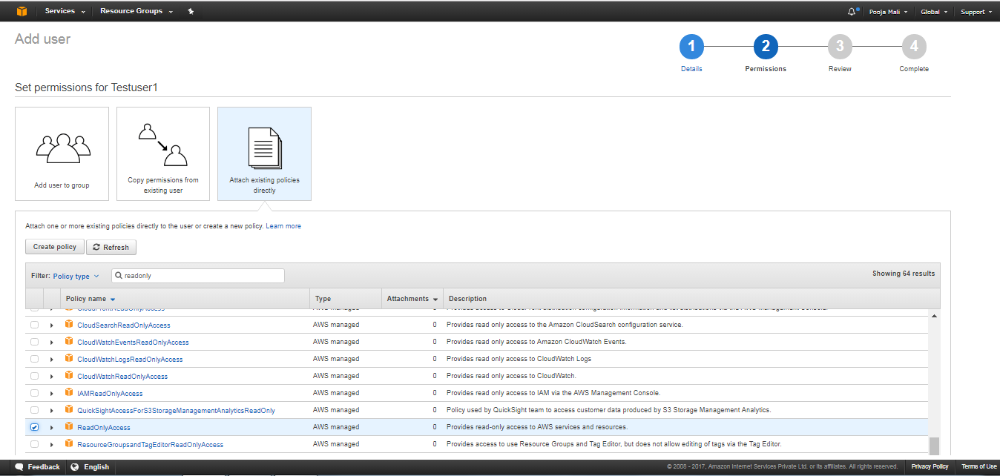 Services Resource Groups Pooja Mali Global Support
Add user
1 2 3 4
Details Permissions Review Complete
Set permissions for Testuser1
Add user to group
Copy permissions from
existing user
Attach existing policies
directly
Attach one or more existing policies directly to the user or create a new policy. Learn more
Create policy Refresh
Filter: Policy type readonly Showing 64 results
Policy name Type Attachments Description
CloudSearchReadOnlyAccess AWS managed 0 Provides read only access to the Amazon CloudSearch configuration service.
CloudWatchEventsReadOnlyAccess AWS managed 0 Provides read only access to Amazon CloudWatch Events.
CloudWatchLogsReadOnlyAccess AWS managed 0 Provides read only access to CloudWatch Logs
CloudWatchReadOnlyAccess AWS managed 0 Provides read only access to CloudWatch.
IAMReadOnlyAccess AWS managed 0 Provides read only access to IAM via the AWS Management Console.
QuickSightAccessForS3StorageManagementAnalyticsReadOnly AWS managed 0 Policy used by QuickSight team to access customer data produced by S3 Storage Management Analytics.
ReadOnlyAccess AWS managed 0 Provides read-only access to AWS services and resources.
ResourceGroupsandTagEditorReadOnlyAccess AWS managed 0 Provides access to use Resource Groups and Tag Editor, but does not allow editing of tags via the Tag Editor.
Feedback English © 2008 - 2017, Amazon Internet Services Private Ltd. or its affiliates. All rights reserved. Privacy Policy Terms of Use